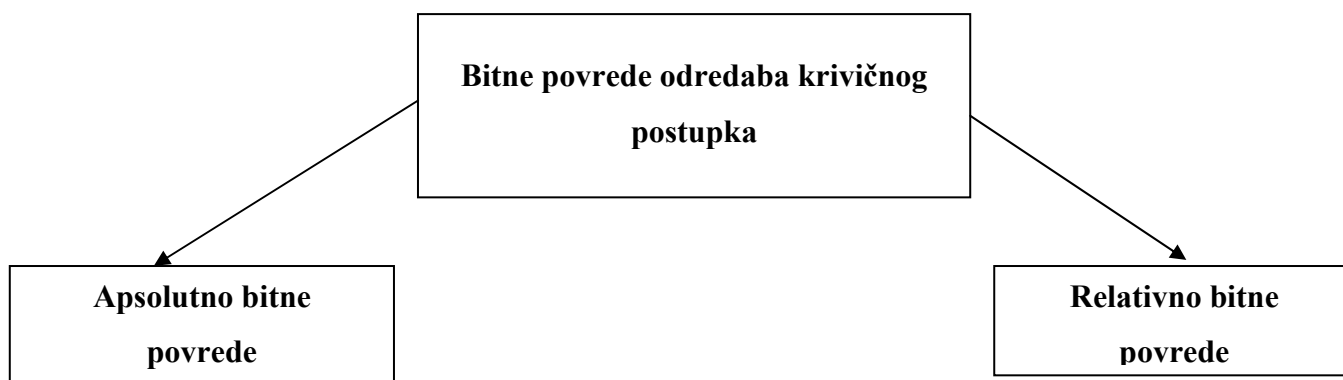 Bitne povrede odredaba krivičnog
postupka
Apsolutno bitne
povrede
Relativno bitne
povrede